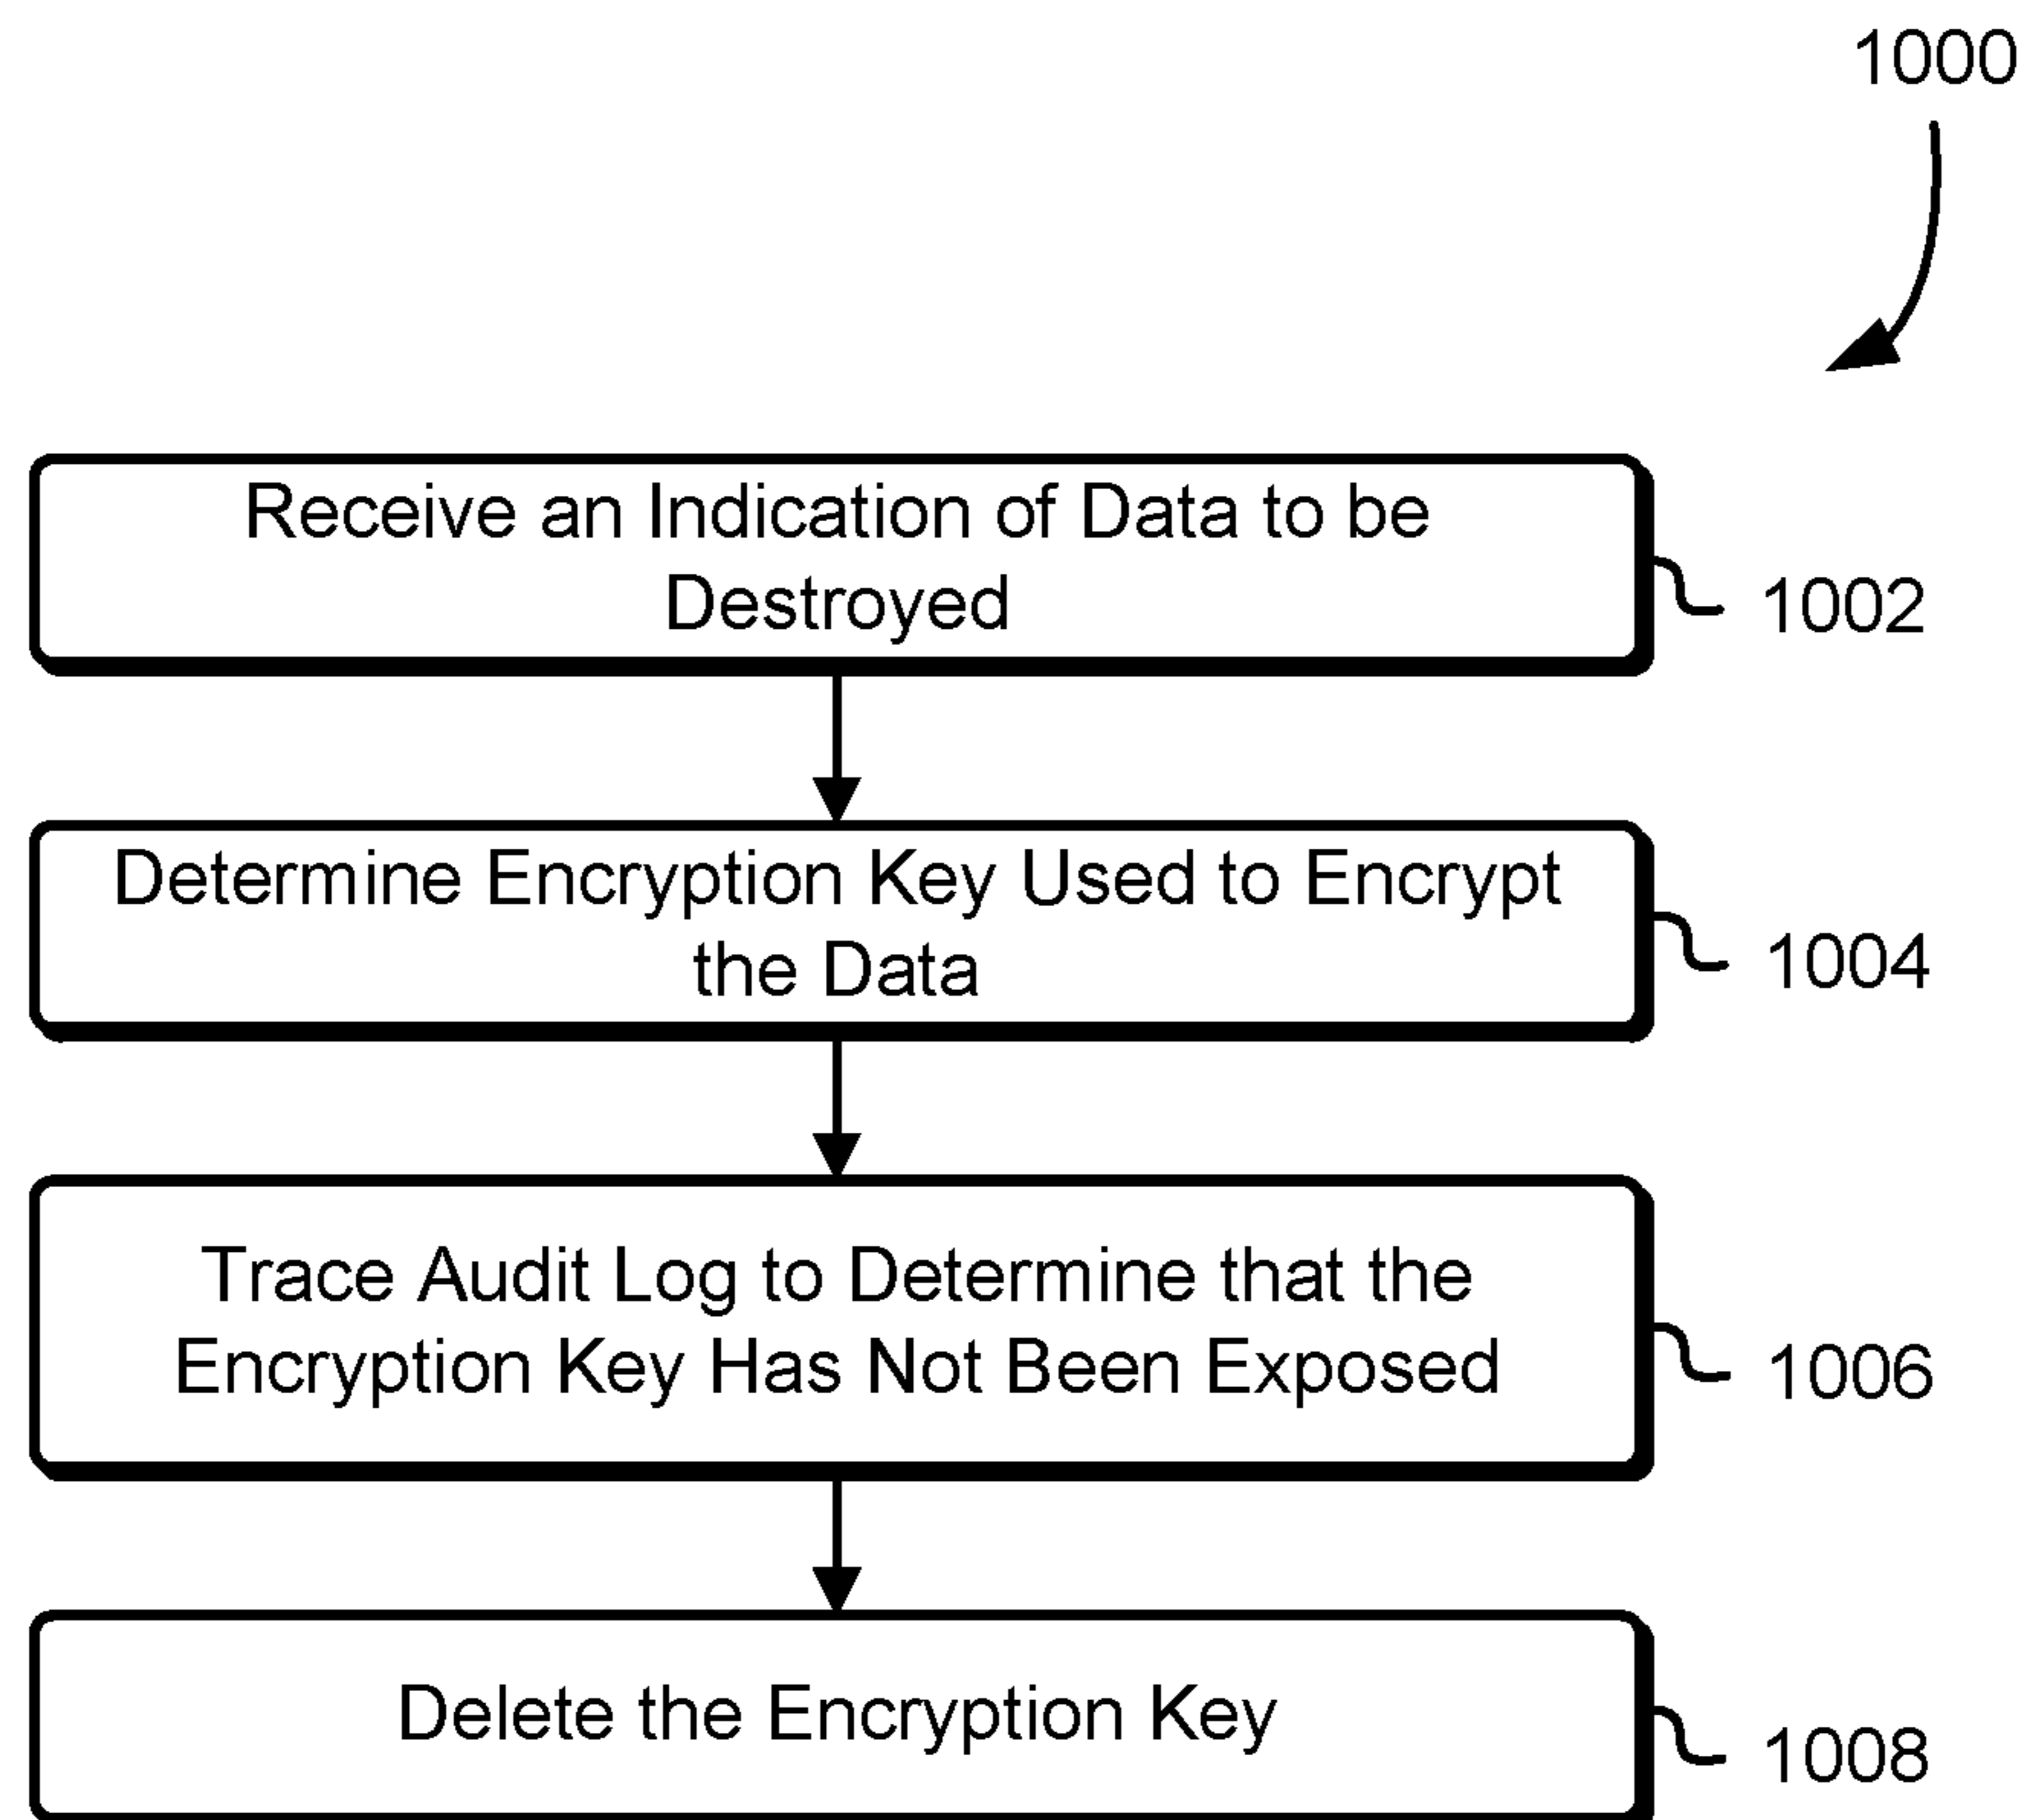 1000
Receive an Indication of Data to be
Destroyed
1002
Determine Encryption Key Used to Encrypt
the Data
1004
Trace Audit Log to Determine that the
Encryption Key Has Not Been Exposed
1006
Delete the Encryption Key
1008